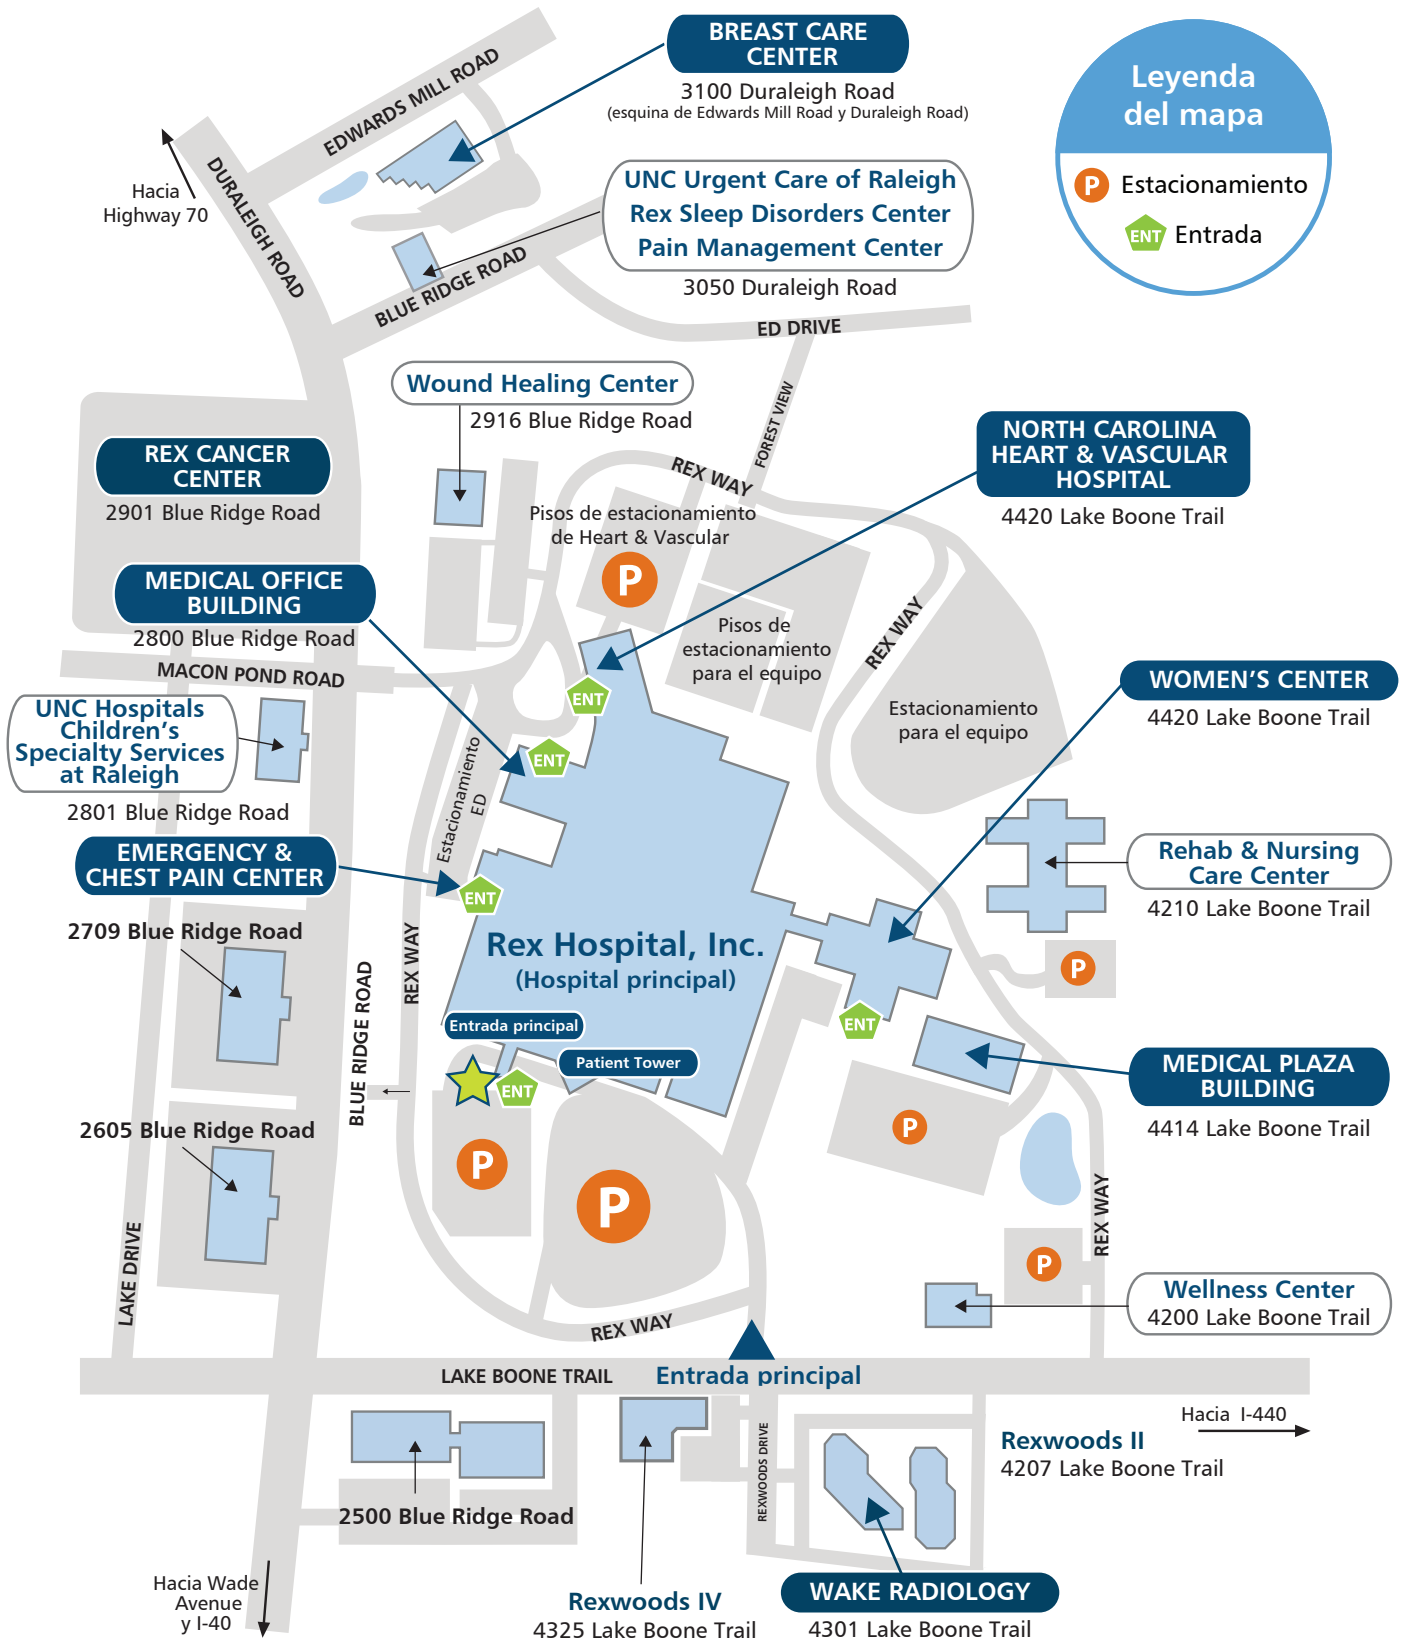 BREAST CARE
CENTER
3100 Duraleigh Road
(esquina de Edwards Mill Road y Duraleigh Road)
Leyenda
del mapa
P Estacionamiento
ENT Entrada
EDWARDS MILL ROAD
DURALEIGH ROAD
Hacia
Highway 70
UNC Urgent Care of Raleigh
Rex Sleep Disorders Center
Pain Management Center
3050 Duraleigh Road
BLUE RIDGE ROAD
ED DRIVE
FOREST VIEW
Wound Healing Center
2916 Blue Ridge Road
REX CANCER
CENTER
2901 Blue Ridge Road
REX WAY
NORTH CAROLINA
HEART & VASCULAR
HOSPITAL
4420 Lake Boone Trail
Pisos de estacionamiento
de Heart & Vascular
P
MEDICAL OFFICE
BUILDING
2800 Blue Ridge Road
MACON POND ROAD
Pisos de
estacionamiento
para el equipo
REX WAY
Estacionamiento
para el equipo
WOMEN'S CENTER
4420 Lake Boone Trail
ENT
ENT
UNC Hospitals
Children's
Specialty Services
at Raleigh
2801 Blue Ridge Road
Estacionamiento
ED
EMERGENCY &
CHEST PAIN CENTER
ENT
Rehab & Nursing
Care Center
4210 Lake Boone Trail
P
2709 Blue Ridge Road
REX WAY
BLUE RIDGE ROAD
Rex Hospital, Inc.
(Hospital principal)
Entrada principal
Patient Tower
ENT
ENT
MEDICAL PLAZA
BUILDING
4414 Lake Boone Trail
P
P
P
2605 Blue Ridge Road
LAKE DRIVE
REX WAY
P
Wellness Center
4200 Lake Boone Trail
REX WAY
LAKE BOONE TRAIL
Entrada principal
Hacia I-440
Rexwoods II
4207 Lake Boone Trail
REXWOODS DRIVE
2500 Blue Ridge Road
Hacia Wade
Avenue
y I-40
Rexwoods IV
4325 Lake Boone Trail
WAKE RADIOLOGY
4301 Lake Boone Trail